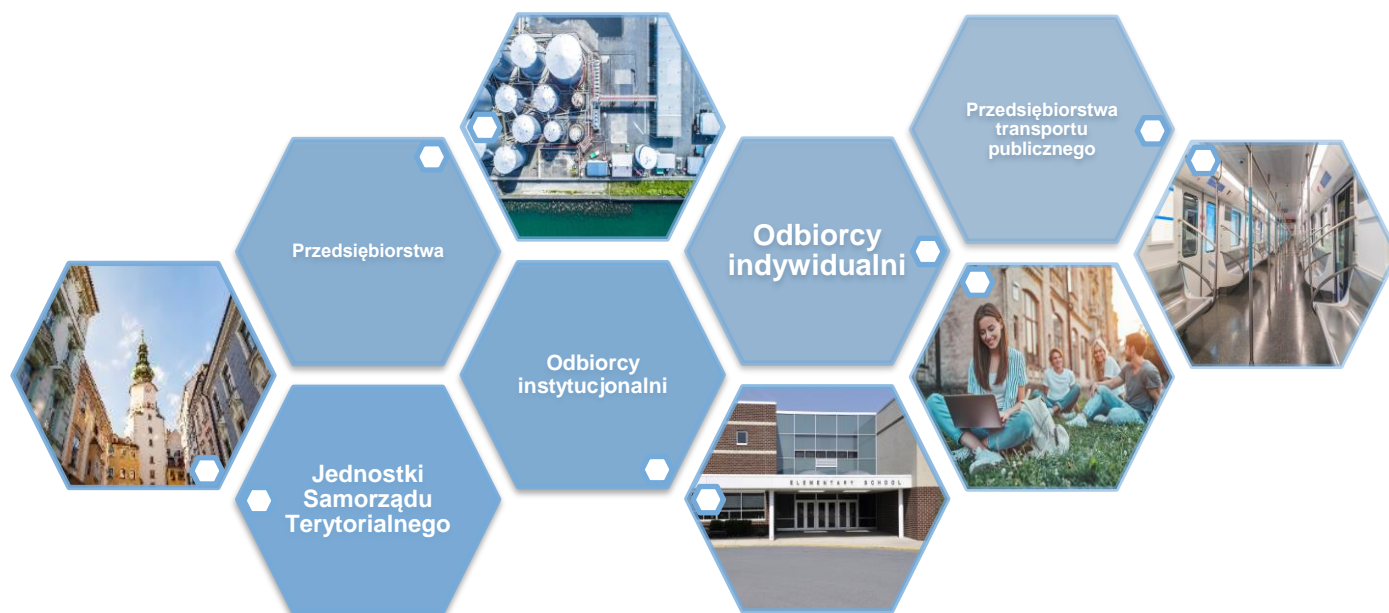 Przedsiębiorstwa
transportu
publicznego
Przedsiębiorstwa
Odbiorcy
indywidualni
Odbiorcy
instytucjonalni
Jednostki
Samorządu
Terytorialnego
ELEMENTARY SCHOOL